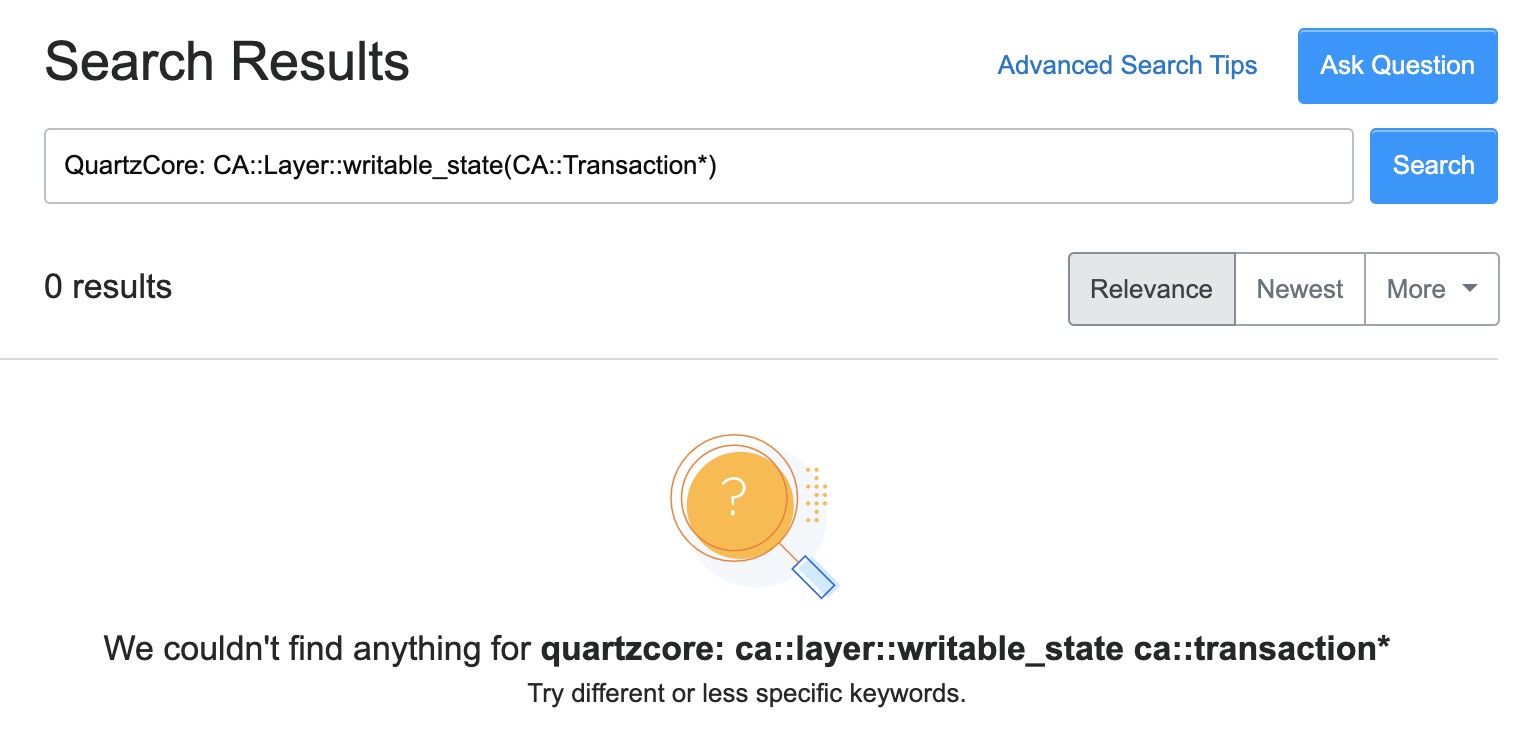 Search Results
Advanced Search Tips
Ask Question
QuartzCore: CA::Layer::writable_state(CA::Transaction*)
Search
0 results
Relevance
Newest
More
?
We couldn't find anything for quartzcore: ca::layer::writable_state ca::transaction*
Try different or less specific keywords.